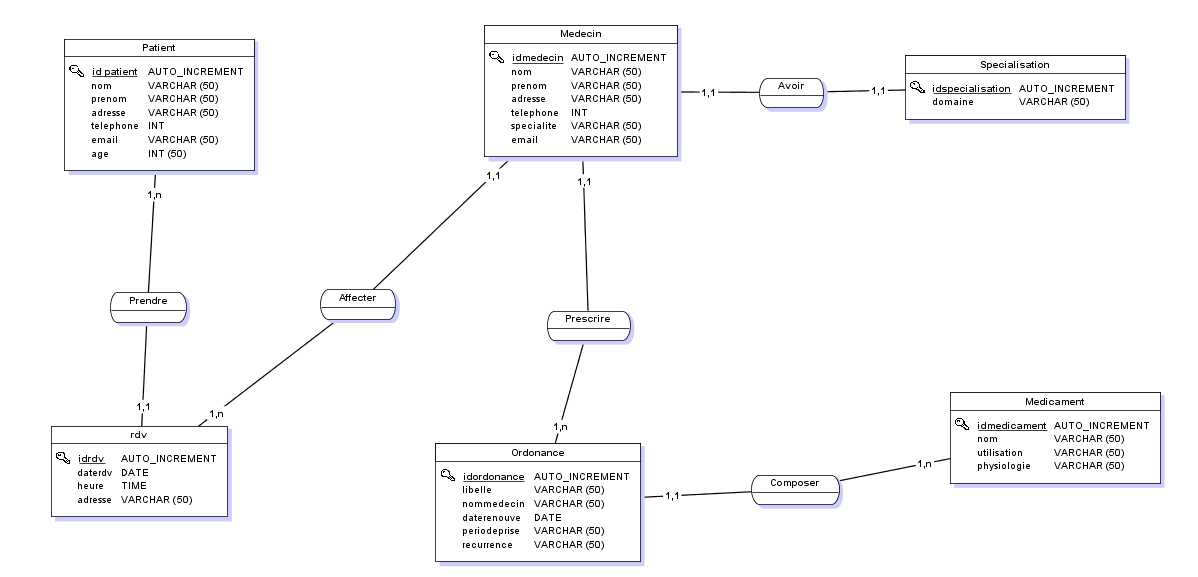 Patient
id patient AUTO_INCREMENT
nom VARCHAR (50)
prenom VARCHAR (50)
adresse VARCHAR (50)
telephone INT
email VARCHAR (50)
age INT (50)
Medecin
idmedecin AUTO_INCREMENT
nom VARCHAR (50)
prenom VARCHAR (50)
adresse VARCHAR (50)
telephone INT
specialite VARCHAR (50)
email VARCHAR (50)
1,1
Avoir
1,1
Specialisation
idspecialisation AUTO_INCREMENT
domaine VARCHAR (50)
1,n
Prendre
1,1
1,1
Affecter
1,n
1,1
Prescrire
1,n
rdv
idrdv AUTO_INCREMENT
daterdv DATE
heure TIME
adresse VARCHAR (50)
Ordonance
idordonance AUTO_INCREMENT
libelle VARCHAR (50)
nommedecin VARCHAR (50)
daterenouve DATE
periodeprise VARCHAR (50)
recurrence VARCHAR (50)
1,1
Composer
1,n
Medicament
idmedicament AUTO_INCREMENT
nom VARCHAR (50)
utilisation VARCHAR (50)
physiologie VARCHAR (50)